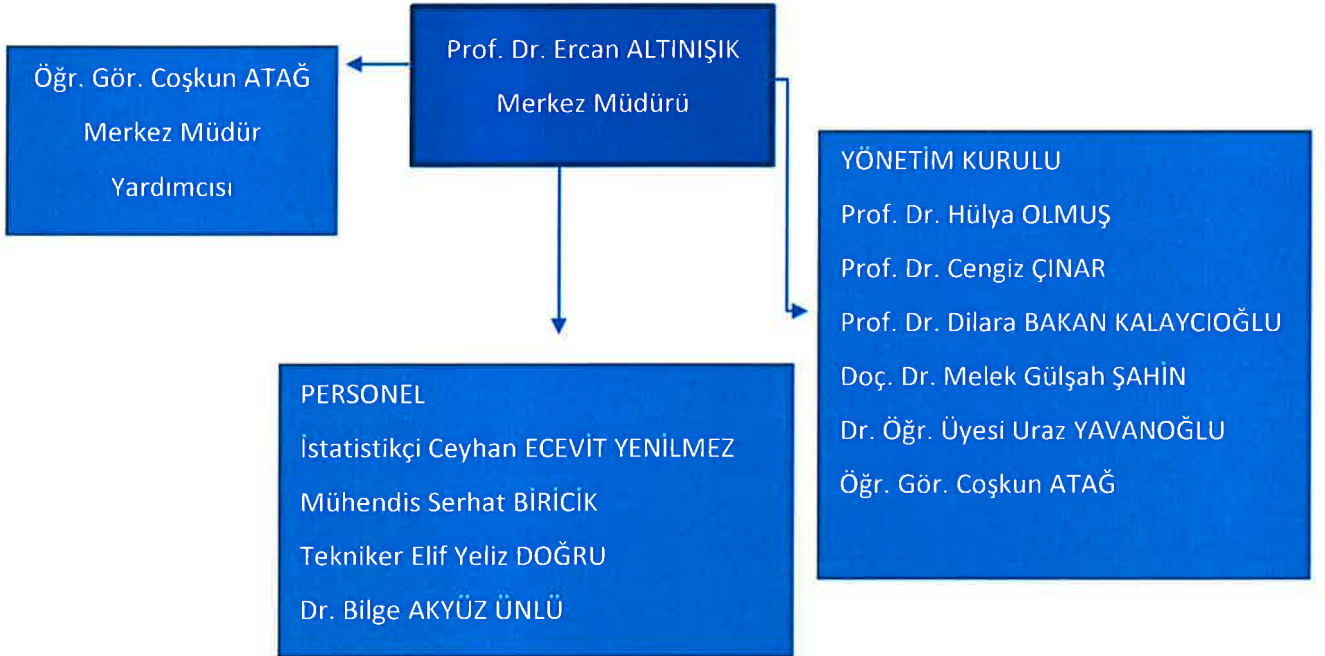 Prof. Dr. Ercan ALTINIŞIK
Merkez Müdürü
Öğr. Gör. Coşkun ATAĞ
Merkez Müdür
Yardımcısı
YÖNETİM KURULU
Prof. Dr. Hülya OLMUŞ
Prof. Dr. Cengiz ÇINAR
Prof. Dr. Dilara BAKAN KALAYCIOĞLU
Doç. Dr. Melek Gülşah ŞAHİN
Dr. Öğr. Üyesi Uraz YAVANOĞLU
Öğr. Gör. Coşkun ATAĞ
PERSONEL
İstatistikçi Ceyhan ECEVİT YENİLMEZ
Mühendis Serhat BİRİCİK
Tekniker Elif Yeliz DOĞRU
Dr. Bilge AKYÜZ ÜNLÜ